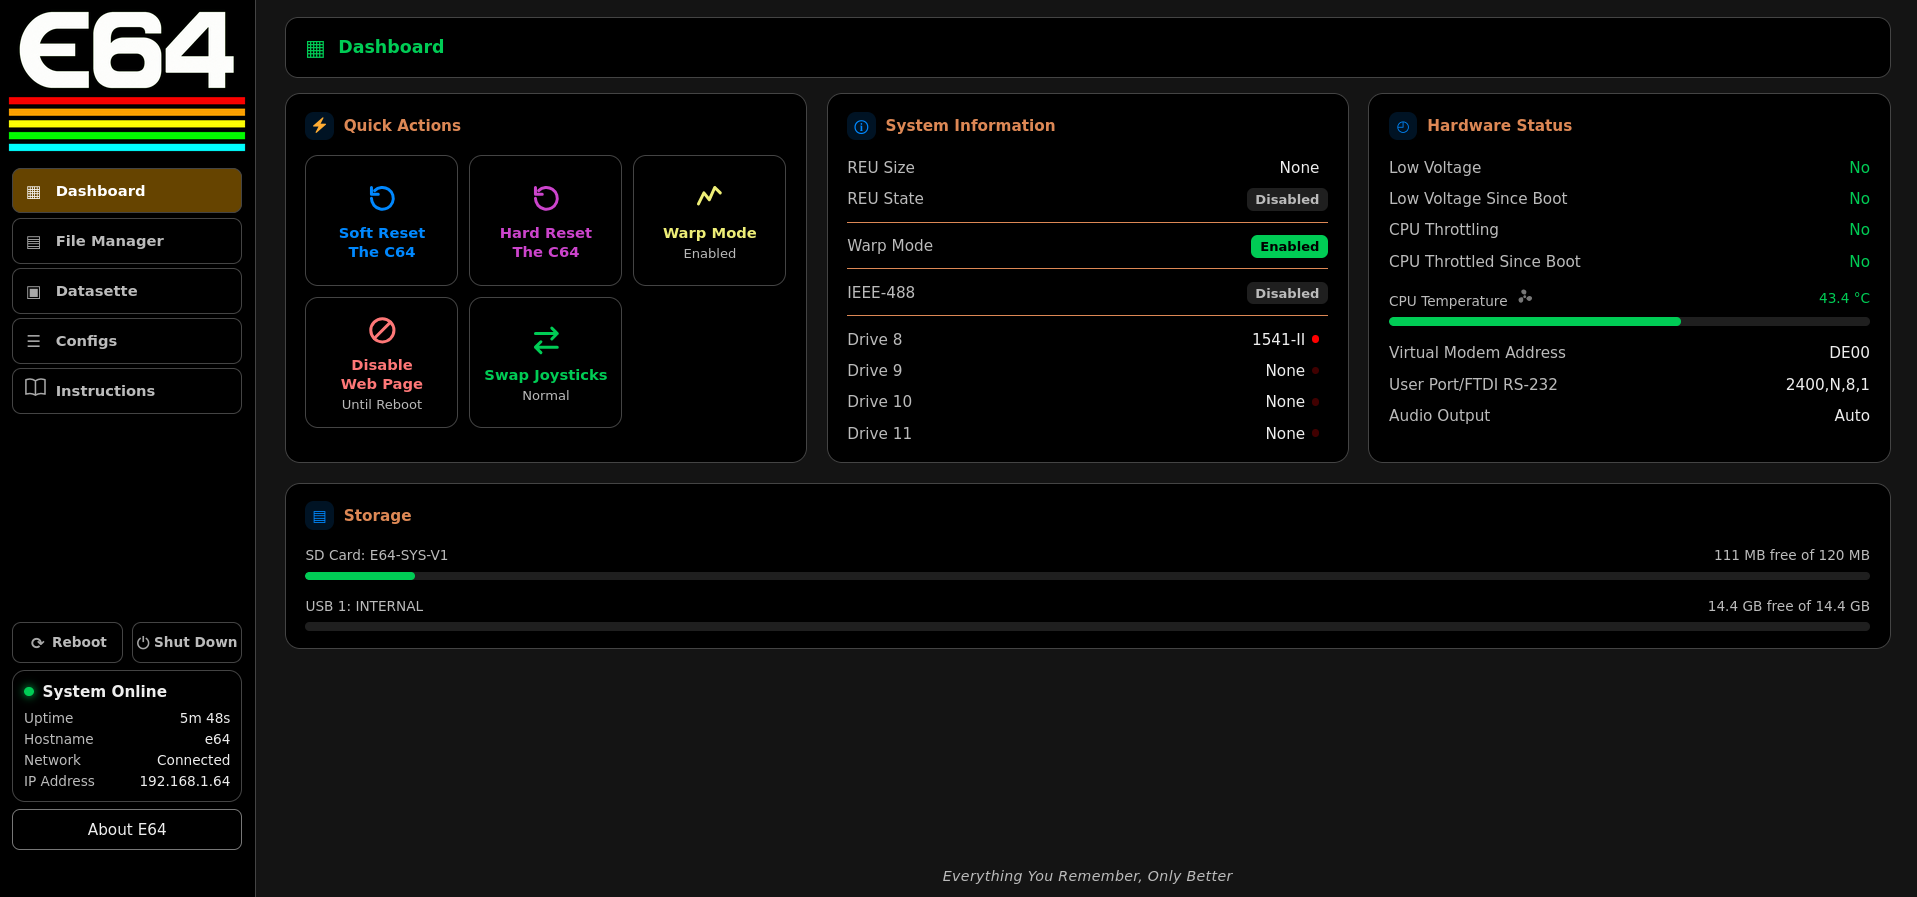 E64
Dashboard
File Manager
Datasette
Configs
Instructions
Reboot
Shut Down
System Online
Uptime 5m 48s
Hostname e64
Network Connected
IP Address 192.168.1.64
About E64
Dashboard
Quick Actions
Soft Reset
The C64
Hard Reset
The C64
Warp Mode
Enabled
Disable
Web Page
Until Reboot
Swap Joysticks
Normal
System Information
REU Size None
REU State Disabled
Warp Mode Enabled
IEEE-488 Disabled
Drive 8 1541-II
Drive 9 None
Drive 10 None
Drive 11 None
Hardware Status
Low Voltage No
Low Voltage Since Boot No
CPU Throttling No
CPU Throttled Since Boot No
CPU Temperature 43.4 °C
Virtual Modem Address DE00
User Port/FTDI RS-232 2400,N,8,1
Audio Output Auto
Storage
SD Card: E64-SYS-V1 111 MB free of 120 MB
USB 1: INTERNAL 14.4 GB free of 14.4 GB
Everything You Remember, Only Better